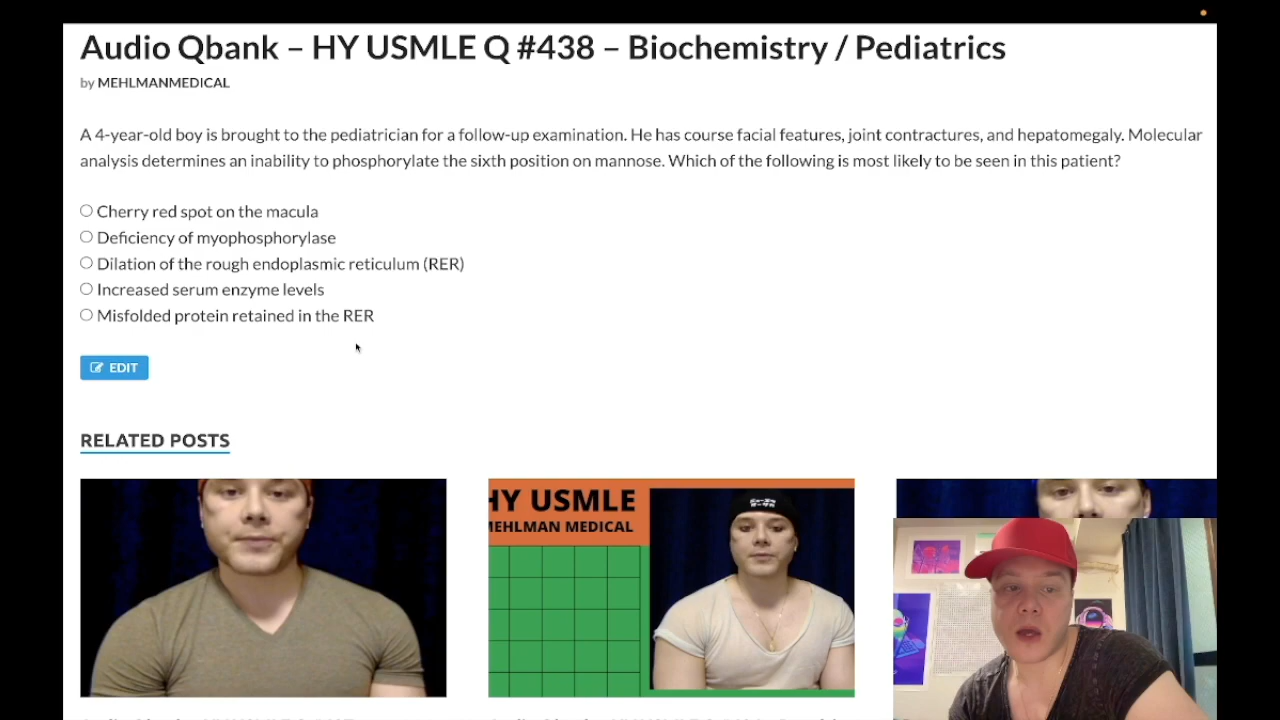 Audio Qbank – HY USMLE Q #438 – Biochemistry / Pediatrics
by MEHLMANMEDICAL
A 4-year-old boy is brought to the pediatrician for a follow-up examination. He has course facial features, joint contractures, and hepatomegaly. Molecular
analysis determines an inability to phosphorylate the sixth position on mannose. Which of the following is most likely to be seen in this patient?
Cherry red spot on the macula
Deficiency of myophosphorylase
Dilation of the rough endoplasmic reticulum (RER)
Increased serum enzyme levels
Misfolded protein retained in the RER
EDIT
RELATED POSTS
HY USMLE
MEHLMAN MEDICAL